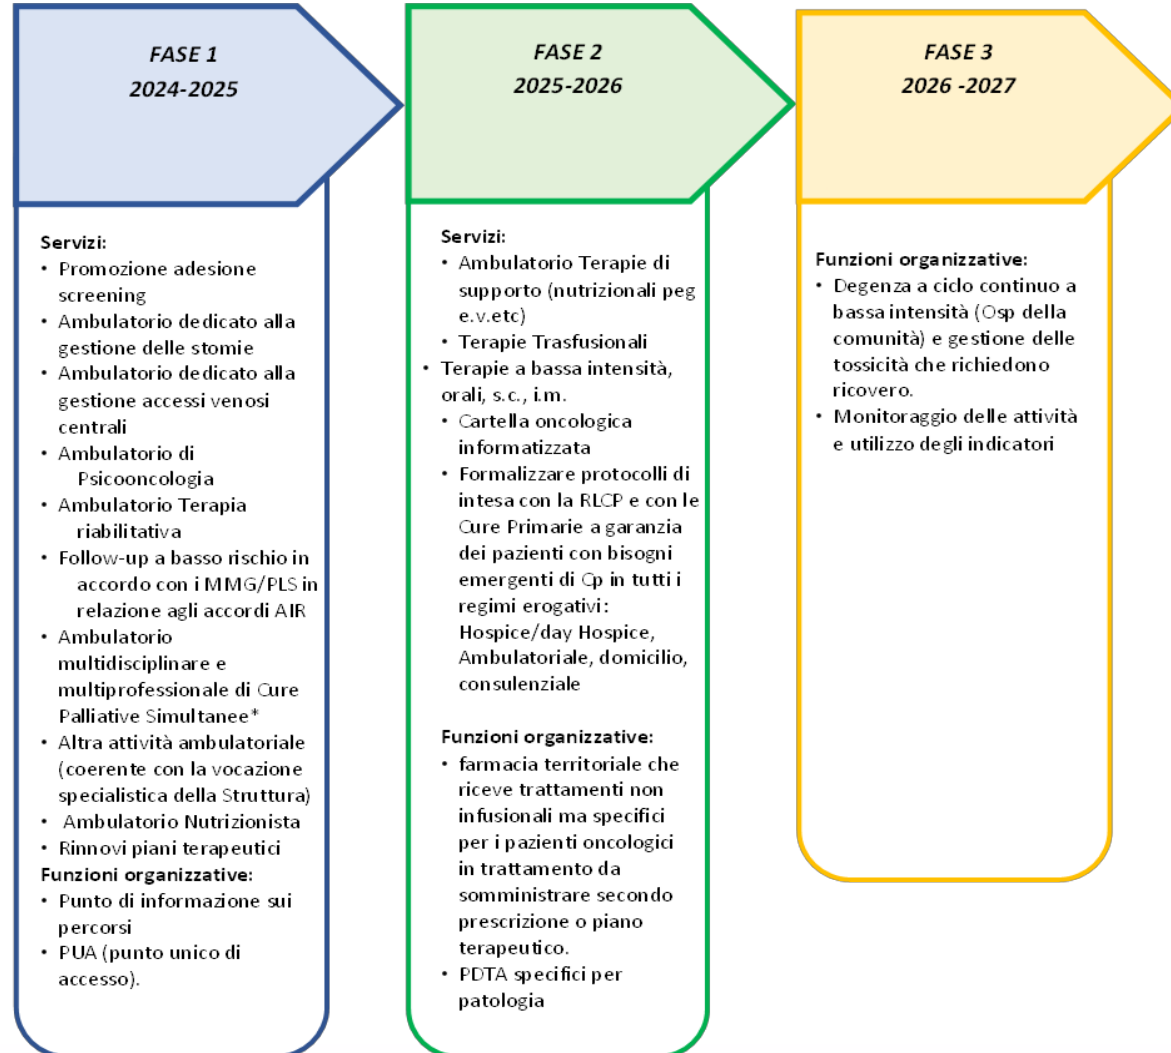 FASE 1
2024-2025
Servizi:
• Promozione adesione
screening
• Ambulatorio dedicato alla
gestione delle stomie
• Ambulatorio dedicato alla
gestione accessi venosi
centrali
• Ambulatorio di
Psicooncologia
• Ambulatorio Terapia
riabilitativa
• Follow-up a basso rischio in
accordo con i MMG/PLS in
relazione agli accordi AIR
• Ambulatorio
multidisciplinare e
multiprofessionale di Cure
Palliative Simultanee*
• Altra attività ambulatoriale
(coerente con la vocazione
specialistica della Struttura)
• Ambulatorio Nutrizionista
• Rinnovi piani terapeutici
Funzioni organizzative:
• Punto di informazione sui
percorsi
• PUA (punto unico di
accesso).
FASE 2
2025-2026
Servizi:
• Ambulatorio Terapie di
supporto (nutrizionali peg
e.v.etc)
• Terapie Trasfusionali
• Terapie a bassa intensità,
orali, s.c., i.m.
• Cartella oncologica
informatizzata
• Formalizzare protocolli di
intesa con la RLCP e con le
Cure Primarie a garanzia
dei pazienti con bisogni
emergenti di Cp in tutti i
regimi erogativi:
Hospice/day Hospice,
Ambulatoriale, domicilio,
consulenziale
Funzioni organizzative:
• farmacia territoriale che
riceve trattamenti non
infusionali ma specifici
per i pazienti oncologici
in trattamento da
somministrare secondo
prescrizione o piano
terapeutico.
• PDTA specifici per
patologia
FASE 3
2026 -2027
Funzioni organizzative:
• Degenza a ciclo continuo a
bassa intensità (Osp della
comunità) e gestione delle
tossicità che richiedono
ricovero.
• Monitoraggio delle attività
e utilizzo degli indicatori